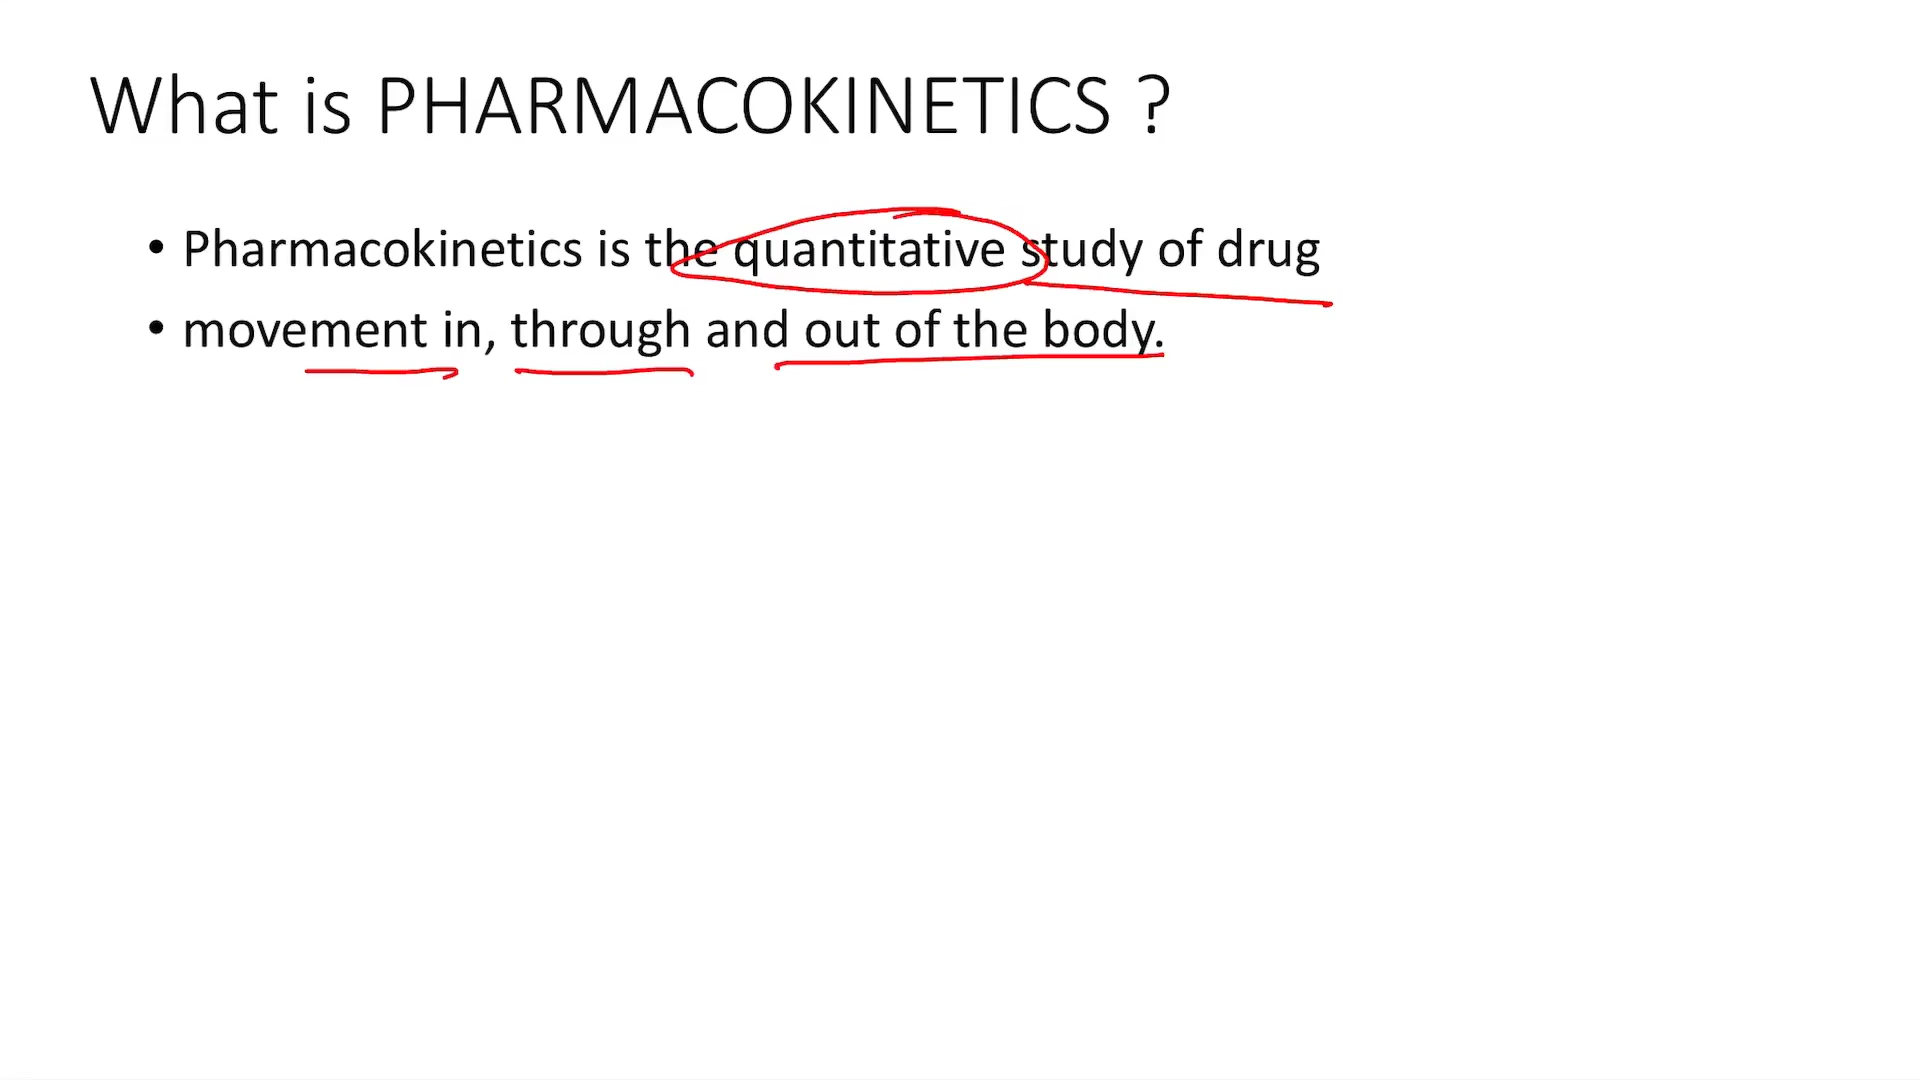 What is PHARMACOKINETICS ?
• Pharmacokinetics is the quantitative study of drug
• movement in, through and out of the body.